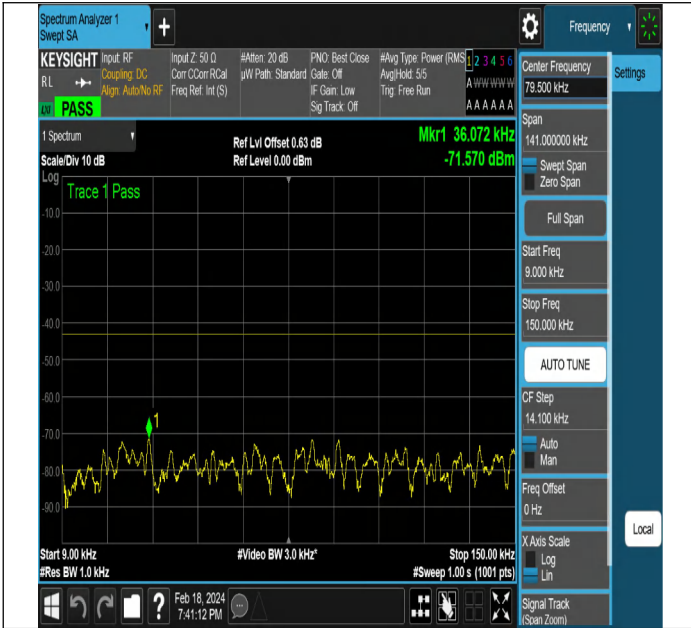 Spectrum Analyzer 1
Swept SA
Frequency
KEYSIGHT
RL
LXI
PASS
Input: RF
Coupling: DC
Align: Auto/No RF
Input Z: 50 Ω
Corr CCorr RCal
Freq Ref: Int (S)
#Atten: 20 dB
µW Path: Standard
PNO: Best Close
Gate: Off
IF Gain: Low
Sig Track: Off
#Avg Type: Power (RMS
Avg|Hold: 5/5
Trig: Free Run
1 2 3 4 5 6
A W W W W W
A A A A A A
1 Spectrum
Scale/Div 10 dB
Ref Lvl Offset 0.63 dB
Ref Level 0.00 dBm
Mkr1 36.072 kHz
-71.570 dBm
Log
Trace 1 Pass
-10.0
-20.0
-30.0
-40.0
-50.0
-60.0
-70.0
-80.0
-90.0
1
Start 9.00 kHz
#Res BW 1.0 kHz
#Video BW 3.0 kHz*
Stop 150.00 kHz
#Sweep 1.00 s (1001 pts)
?
Feb 18, 2024
7:41:12 PM
Center Frequency
79.500 kHz
Span
141.000000 kHz
Swept Span
Zero Span
Full Span
Start Freq
9.000 kHz
Stop Freq
150.000 kHz
AUTO TUNE
CF Step
14.100 kHz
Auto
Man
Freq Offset
0 Hz
X Axis Scale
Log
Lin
Signal Track
(Span Zoom)
Settings
Local